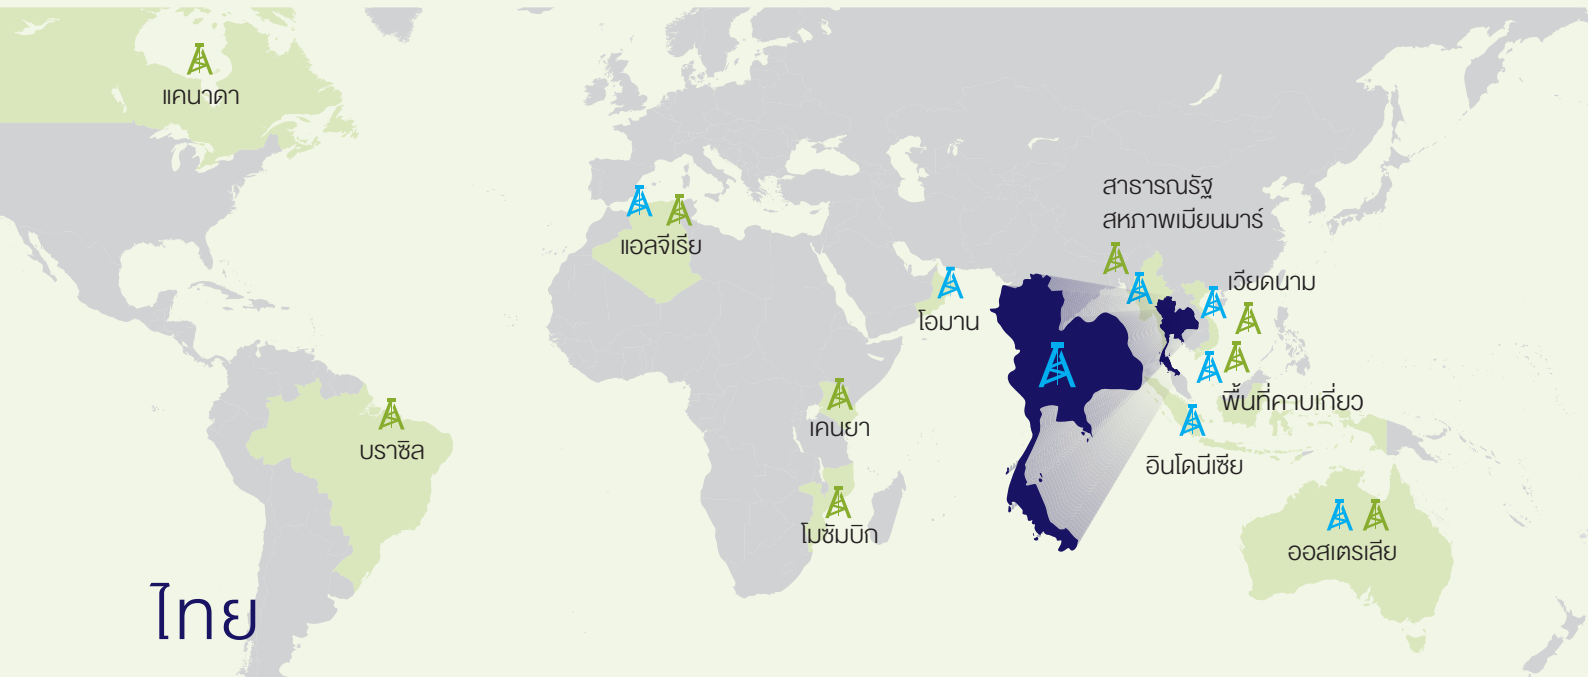 แคนาดา
สาธารณรัฐ
สหภาพเมียนมาร์
แอลจีเรีย
เวียดนาม
โอมาน
พื้นที่คาบเกี่ยว
เคนยา
บราซิล
อินโดนีเซีย
โมซัมบิก
ออสเตรเลีย
ไทย